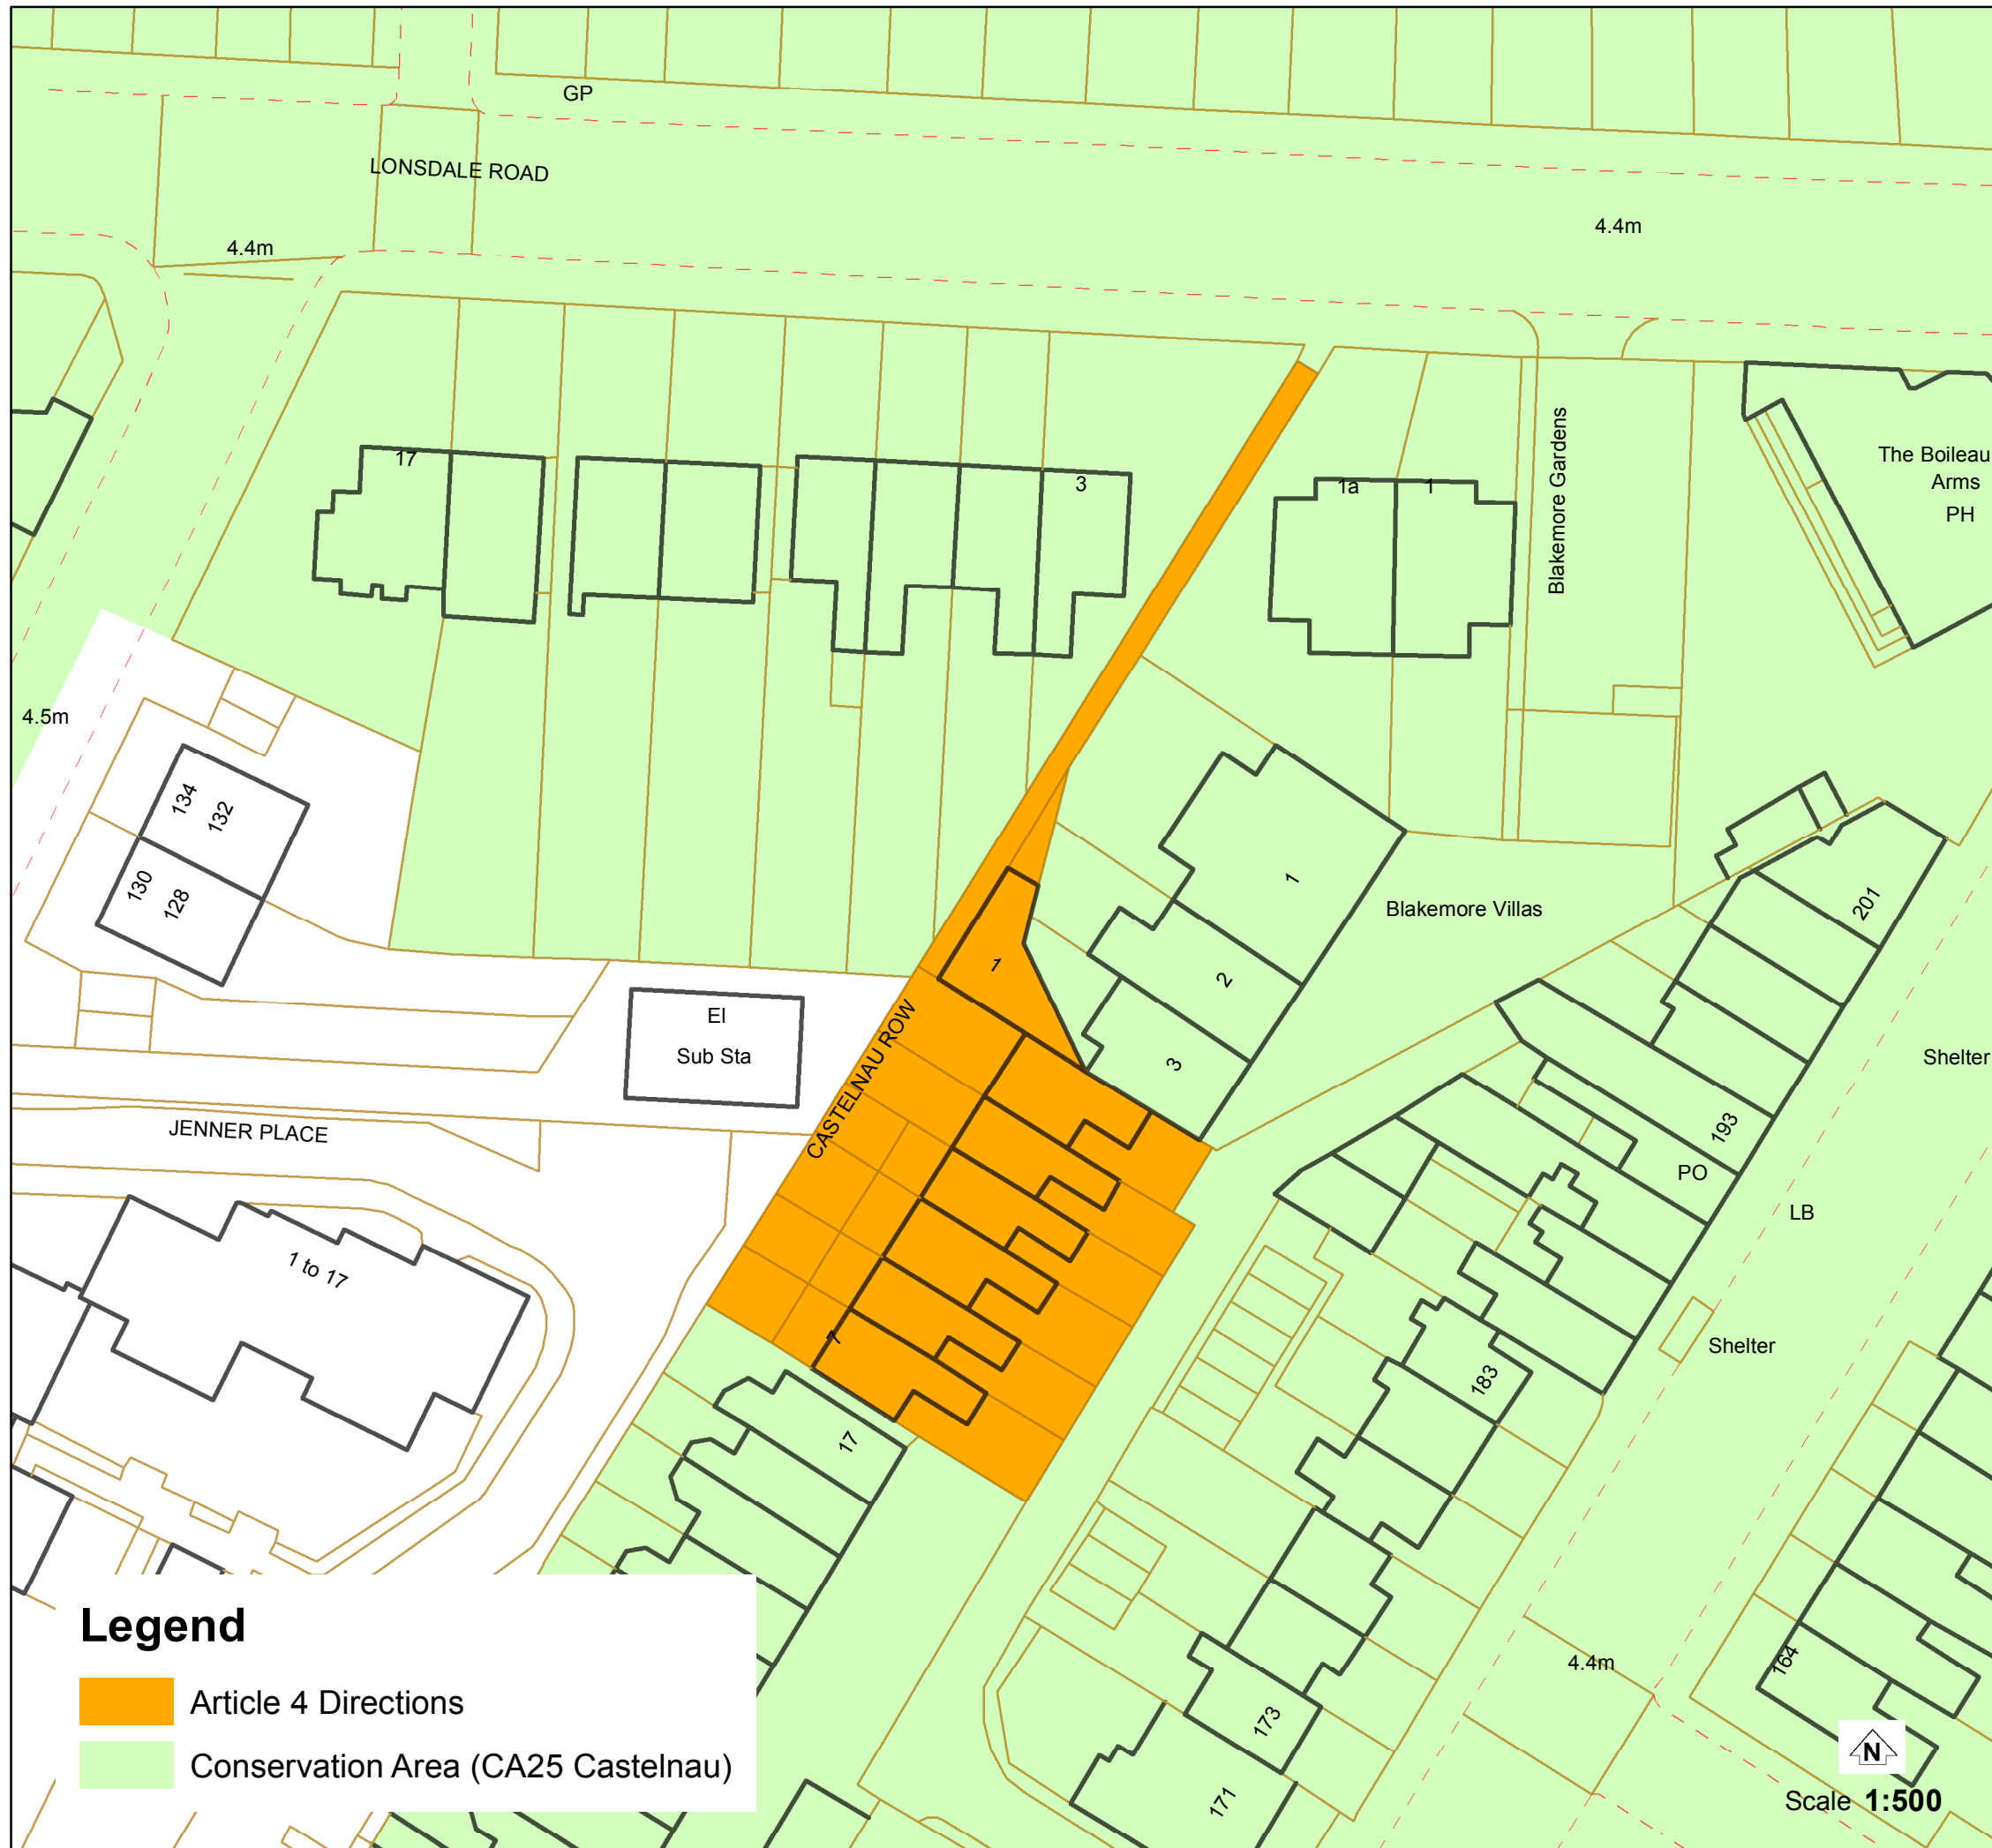 GP
LONSDALE ROAD
4.4m
4.4m
17
3
1a
1
Blakemore Gardens
The Boileau
Arms
PH
4.5m
134
132
130
128
1
Blakemore Villas
201
1
2
3
El
Sub Sta
CASTELNAU ROW
Shelter
JENNER PLACE
193
PO
LB
1 to 17
7
Shelter
183
17
4.4m
164
173
171
Legend
Article 4 Directions
Conservation Area (CA25 Castelnau)
N
Scale 1:500